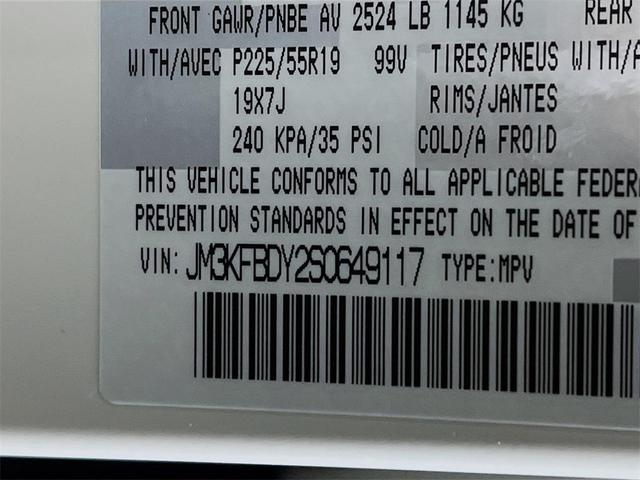 FRONT GAWR/PNBE AV 2524 LB 1145 KG REAR
WITH/AVEC P225/55R19 99V TIRES/PNEUS WITH/A
19X7J RIMS/JANTES
240 KPA/35 PSI COLD/A FROID
THIS VEHICLE CONFORMS TO ALL APPLICABLE FEDER
PREVENTION STANDARDS IN EFFECT ON THE DATE OF
VIN: JM3KFBDY2S0649117 TYPE:MPV